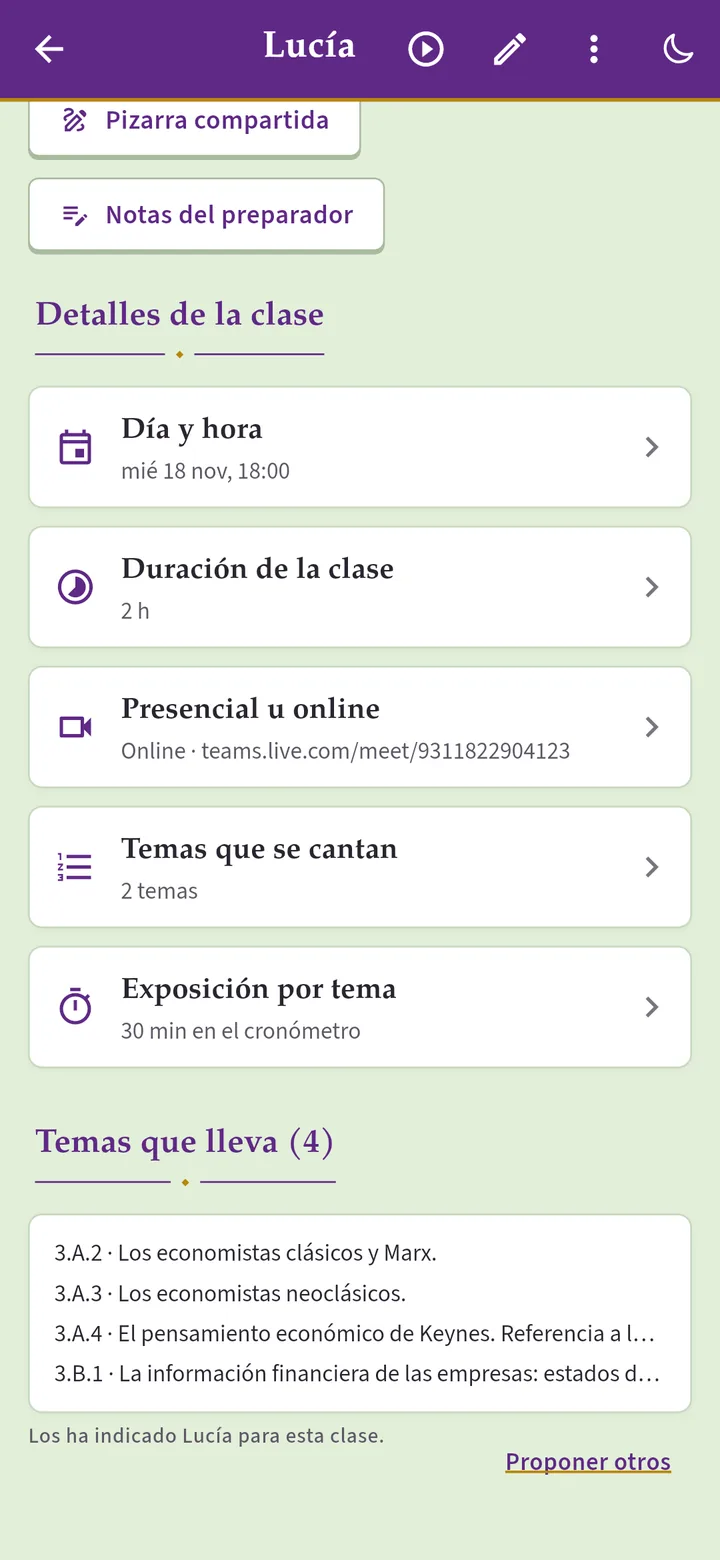 Lucía
Pizarra compartida
Notas del preparador
Detalles de la clase
Día y hora
mié 18 nov, 18:00
Duración de la clase
2 h
Presencial u online
Online · teams.live.com/meet/9311822904123
Temas que se cantan
2 temas
Exposición por tema
30 min en el cronómetro
Temas que lleva (4)
3.A.2 · Los economistas clásicos y Marx.
3.A.3 · Los economistas neoclásicos.
3.A.4 · El pensamiento económico de Keynes. Referencia a l…
3.B.1 · La información financiera de las empresas: estados d…
Los ha indicado Lucía para esta clase.
Proponer otros